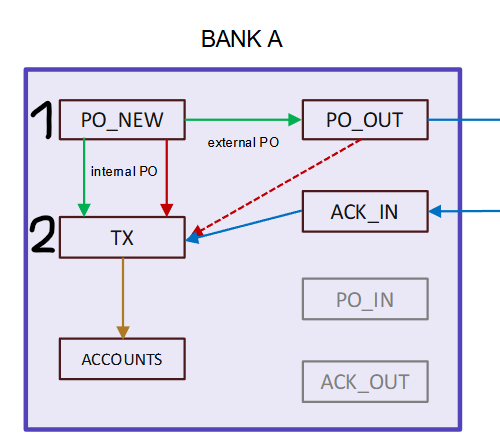 BANK A
1 PO_NEW
PO_OUT
external PO
internal PO
ACK_IN
2 TX
PO_IN
ACCOUNTS
ACK_OUT